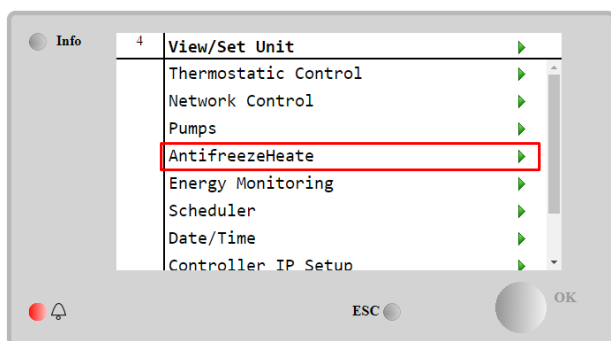 Info
4 View/Set Unit
Thermostatic Control
Network Control
Pumps
AntifreezeHeate
Energy Monitoring
Scheduler
Date/Time
Controller IP Setup
ESC
OK